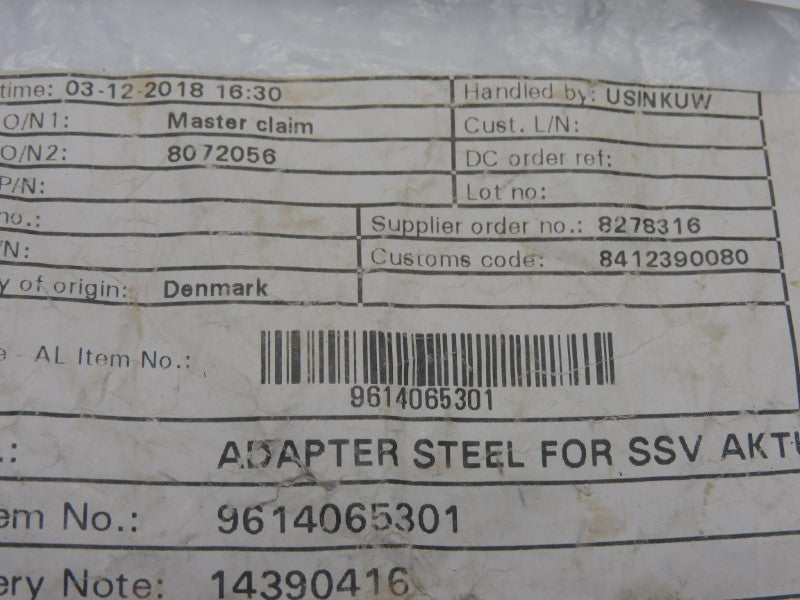 time: 03-12-2018 16:30 Handled by: USINKUW
O/N1: Master claim Cust. L/N:
O/N2: 8072056 DC order ref:
P/N: Lot no:
no.: Supplier order no.: 8278316
/N: Customs code: 8412390080
y of origin: Denmark
e - AL Item No.:
9614065301
.: ADAPTER STEEL FOR SSV AKTU
em No.: 9614065301
ery Note: 14390416